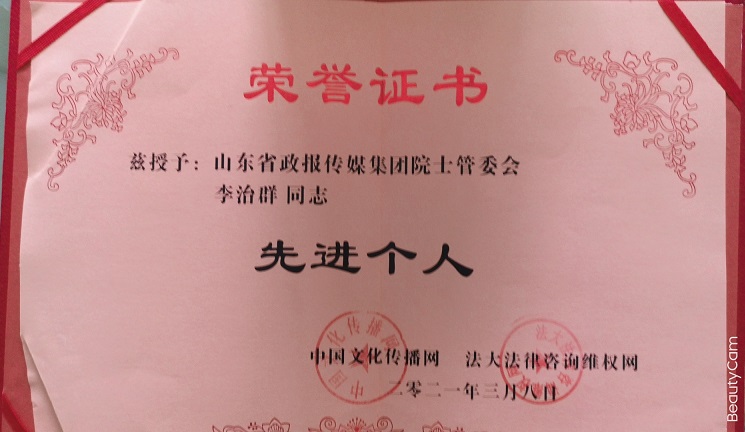 荣誉证书
兹授予：山东省政报传媒集团院士管委会
李治群 同志
先进个人
中国文化传播网 法大法律咨询维权网
二零二一年三月八日
BeautyCam